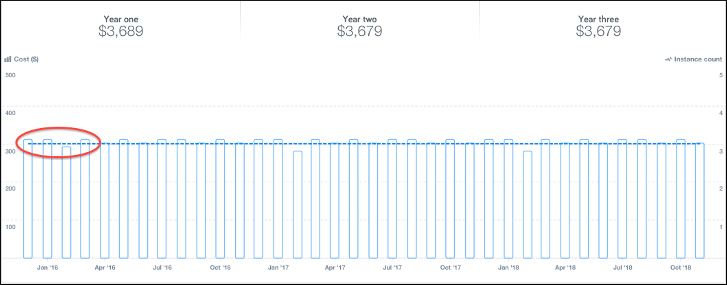 Year one Year two Year three
$3,689 $3,679 $3,679
Cost ($) Instance count
500 5
300 3
200 2
100 1
Jan '16 Apr '16 Jul '16 Oct '16 Jan '17 Apr '17 Jul '17 Oct '17 Jan '18 Apr '18 Jul '18 Oct '18